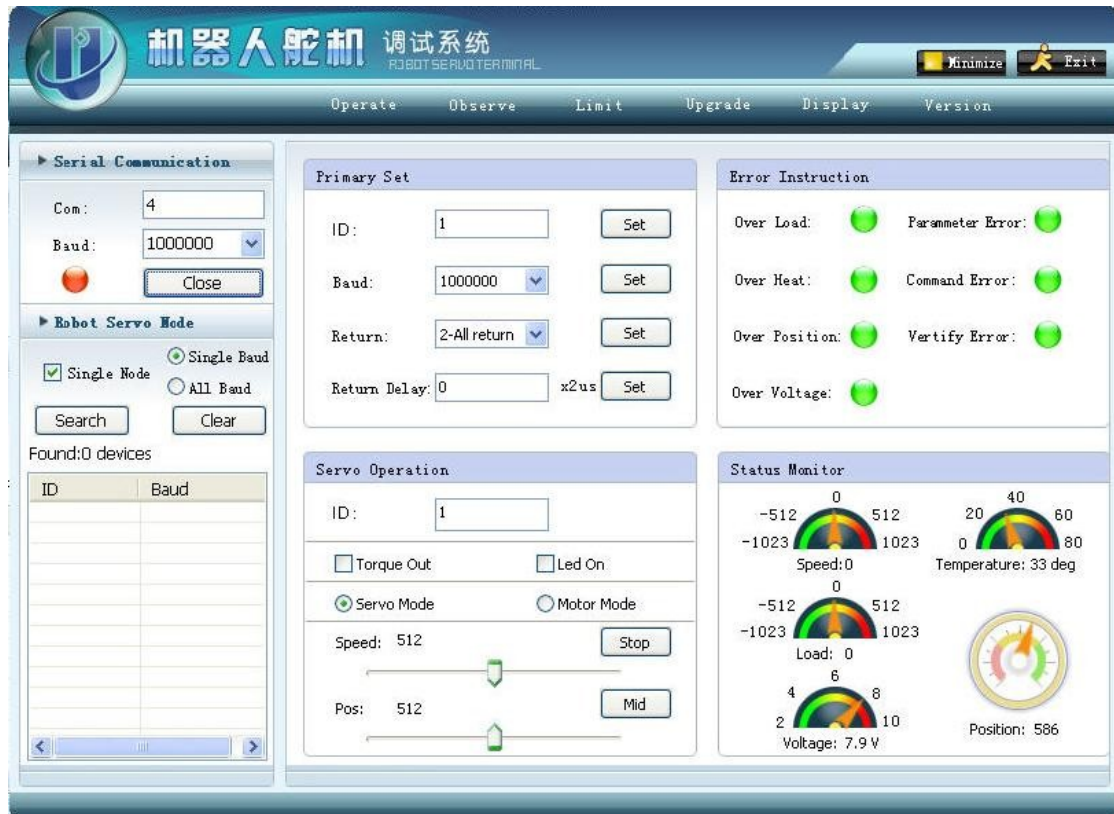 机器人舵机 调试系统
ROBOTSERVOTERMINAL
Minimize Exit
Operate Observe Limit Upgrade Display Version
Serial Communication
Com: 4
Baud: 1000000
Close
Robot Servo Node
Single Node Single Baud
All Baud
Search Clear
Found:0 devices
ID Baud
Primary Set
ID: 1 Set
Baud: 1000000 Set
Return: 2-All return Set
Return Delay: 0 x2us Set
Error Instruction
Over Load: Parammeter Error:
Over Heat: Command Error:
Over Position: Vertify Error:
Over Voltage:
Servo Operation
ID: 1
Torque Out Led On
Servo Mode Motor Mode
Speed: 512 Stop
Pos: 512 Mid
Status Monitor
0
-512 512
-1023 1023
Speed:0
40
20 60
0 80
Temperature: 33 deg
0
-512 512
-1023 1023
Load: 0
6
4 8
2 10
Voltage: 7.9 V
Position: 586